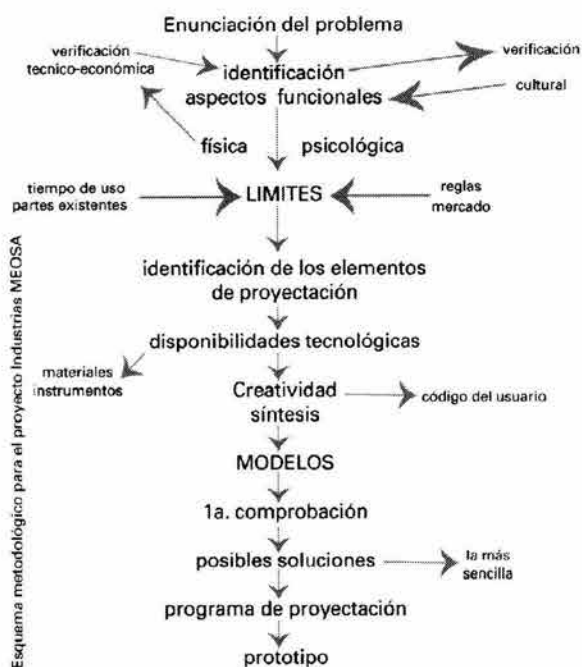 Enunciación del problema
verificación
tecnico-económica
identificación
aspectos funcionales
verificación
cultural
física
psicológica
tiempo de uso
partes existentes
LIMITES
reglas
mercado
identificación de los elementos
de proyectación
disponibilidades tecnológicas
materiales
instrumentos
Creatividad
síntesis
código del usuario
MODELOS
1a. comprobación
posibles soluciones
la más
sencilla
programa de proyectación
prototipo
Esquema metodológico para el proyecto Industrias MEOSA